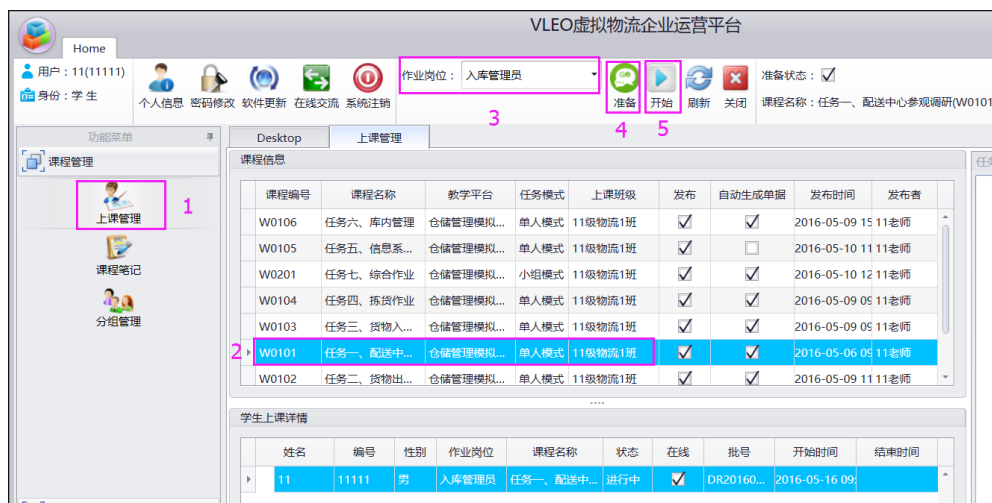 VLEO虚拟物流企业运营平台
Home
用户：11(11111)
身份：学 生
个人信息 密码修改 软件更新 在线交流 系统注销
作业岗位： 入库管理员
准备 开始 刷新 关闭
准备状态：
课程名称：任务一、配送中心参观调研(W0101
3
4 5
功能菜单
课程管理
上课管理
1
课程笔记
分组管理
Desktop 上课管理
课程信息
课程编号 课程名称 教学平台 任务模式 上课班级 发布 自动生成单据 发布时间 发布者
W0106 任务六、库内管理 仓储管理模拟... 单人模式 11级物流1班 2016-05-09 15 11老师
W0105 任务五、信息系... 仓储管理模拟... 单人模式 11级物流1班 2016-05-10 11 11老师
W0201 任务七、综合作业 仓储管理模拟... 小组模式 11级物流1班 2016-05-10 12 11老师
W0104 任务四、拣货作业 仓储管理模拟... 单人模式 11级物流1班 2016-05-09 09 11老师
W0103 任务三、货物入... 仓储管理模拟... 单人模式 11级物流1班 2016-05-09 09 11老师
2 W0101 任务一、配送中... 仓储管理模拟... 单人模式 11级物流1班 2016-05-06 09 11老师
W0102 任务二、货物出... 仓储管理模拟... 单人模式 11级物流1班 2016-05-09 11 11老师
学生上课详情
姓名 编号 性别 作业岗位 课程名称 状态 在线 批号 开始时间 结束时间
11 11111 男 入库管理员 任务一、配送中... 进行中 DR20160... 2016-05-16 09: